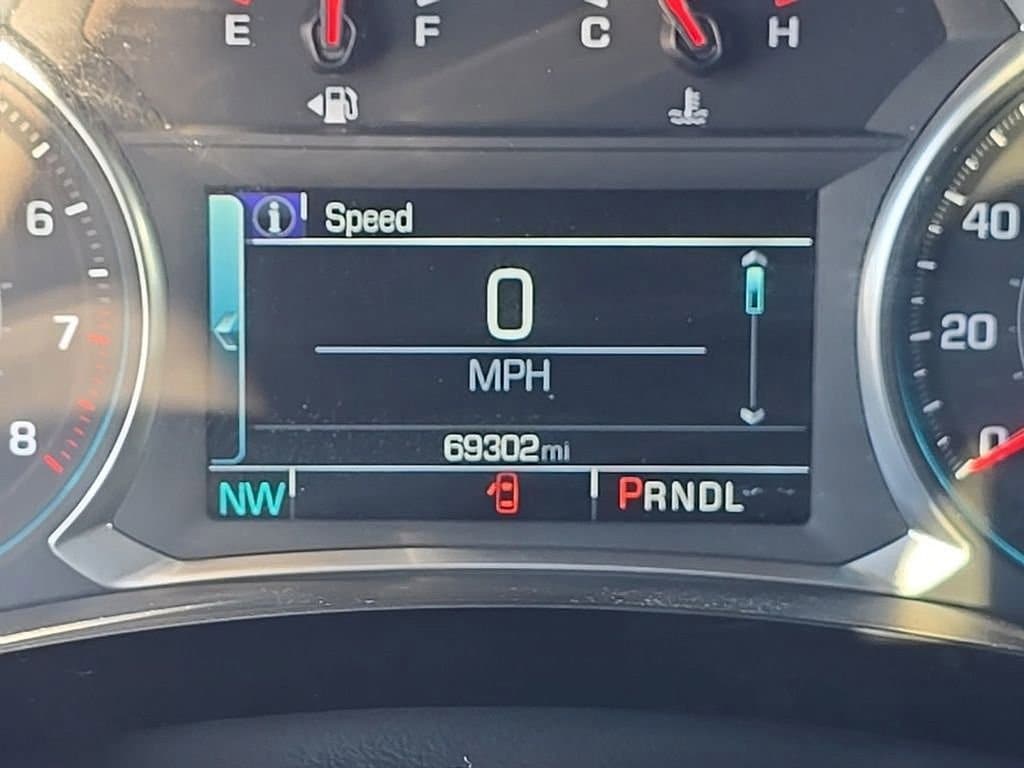 E F C H
i Speed
6 40
0
7 20
MPH
8 0
69302mi
NW PRNDL